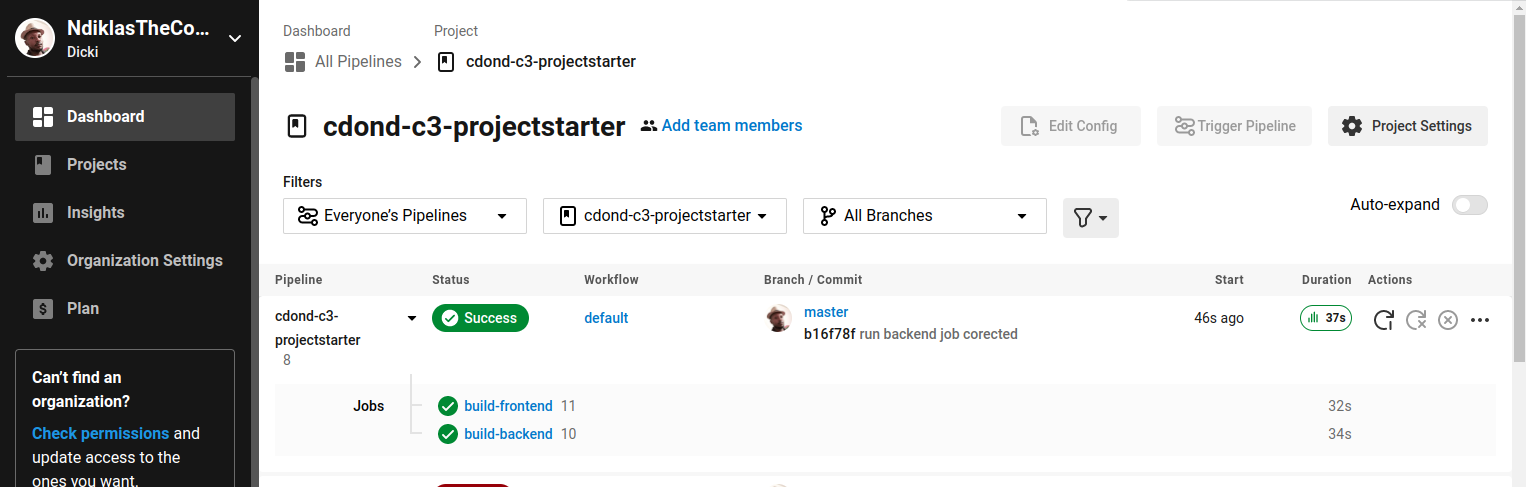 NdiklasTheCo...
Dicki
Dashboard
Projects
Insights
Organization Settings
Plan
Can't find an
organization?
Check permissions and
update access to the
ones you want.
Dashboard Project
All Pipelines cdond-c3-projectstarter
cdond-c3-projectstarter Add team members Edit Config Trigger Pipeline Project Settings
Filters
Everyone's Pipelines cdond-c3-projectstarter All Branches Auto-expand
Pipeline Status Workflow Branch / Commit Start Duration Actions
cdond-c3-
projectstarter
8
Success default master 46s ago 37s
b16f78f run backend job corected
Jobs build-frontend 11 32s
build-backend 10 34s